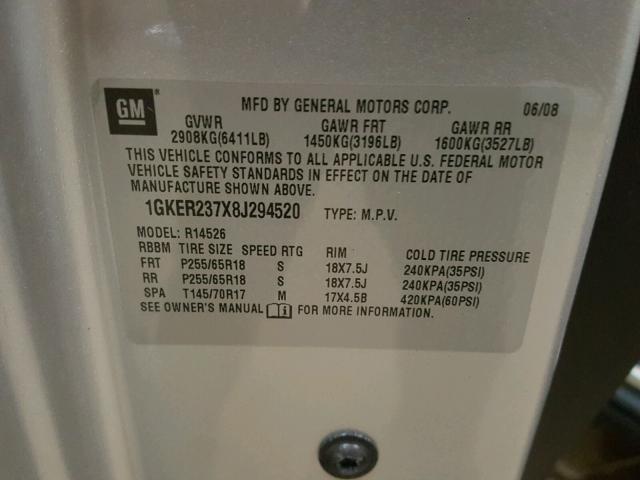 GM ® MFD BY GENERAL MOTORS CORP. 06/08
GVWR GAWR FRT GAWR RR
2908KG(6411LB) 1450KG(3196LB) 1600KG(3527LB)
THIS VEHICLE CONFORMS TO ALL APPLICABLE U.S. FEDERAL MOTOR
VEHICLE SAFETY STANDARDS IN EFFECT ON THE DATE OF
MANUFACTURE SHOWN ABOVE.
1GKER237X8J294520 TYPE: M.P.V.
MODEL: R14526
RBBM TIRE SIZE SPEED RTG RIM COLD TIRE PRESSURE
FRT P255/65R18 S 18X7.5J 240KPA(35PSI)
RR P255/65R18 S 18X7.5J 240KPA(35PSI)
SPA T145/70R17 M 17X4.5B 420KPA(60PSI)
SEE OWNER'S MANUAL i FOR MORE INFORMATION.